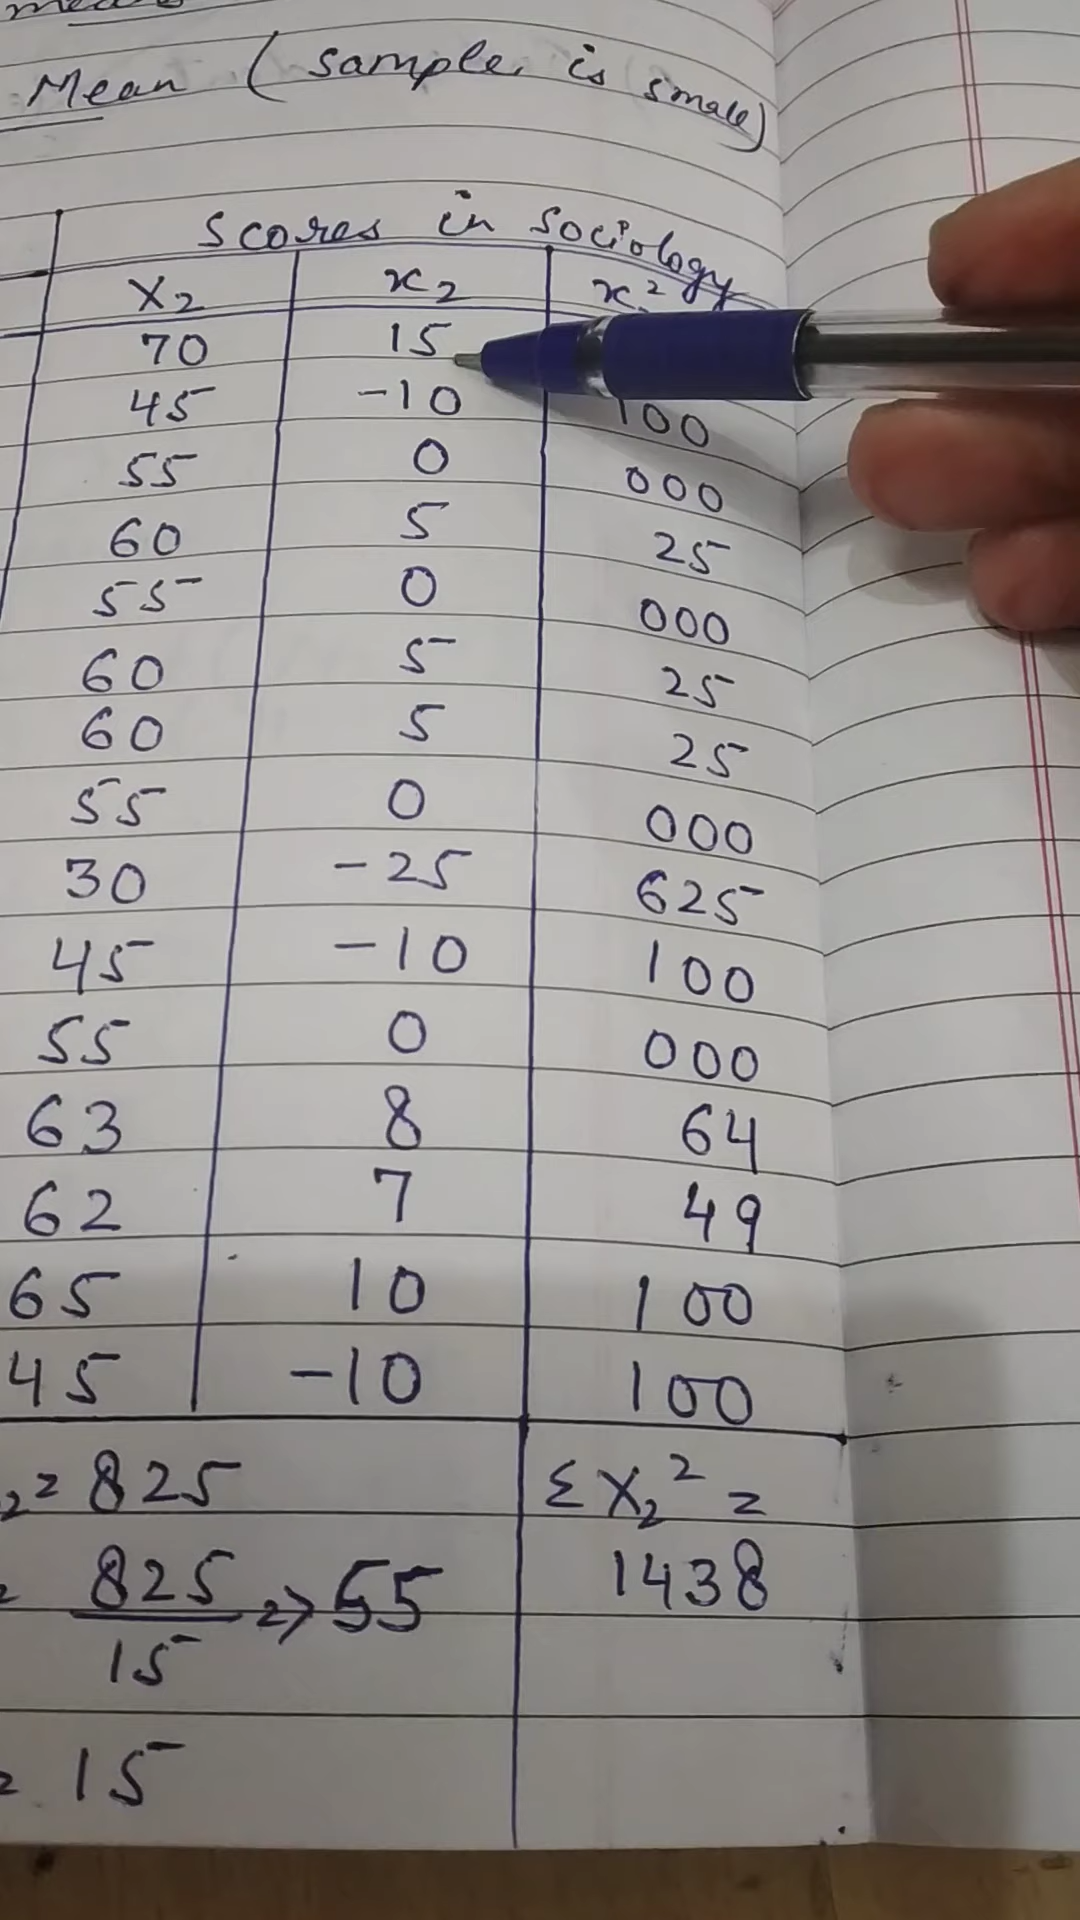 Mean (sample is small)
Scores in Sociology
X2 x2 x2²
70 15
45 -10 100
55 0 000
60 5 25
55 0 000
60 5 25
60 5 25
55 0 000
30 -25 625
45 -10 100
55 0 000
63 8 64
62 7 49
65 10 100
45 -10 100
2 = 825 Σ X2² =
= 825/15 => 55 1438
= 15